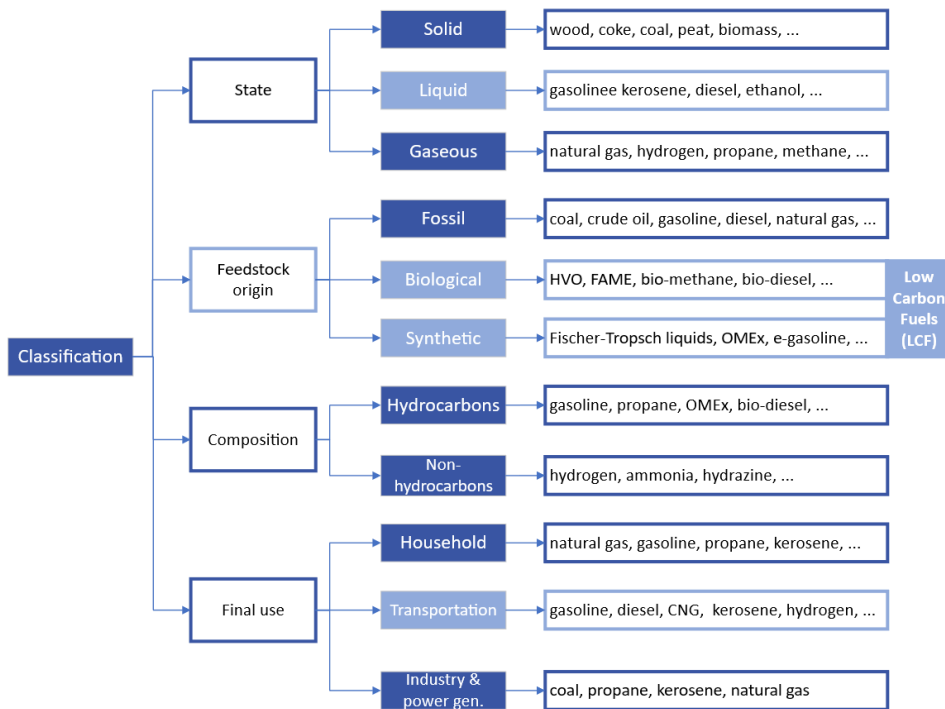 Solid
wood, coke, coal, peat, biomass, ...
State
Liquid
gasolinee kerosene, diesel, ethanol, ...
Gaseous
natural gas, hydrogen, propane, methane, ...
Fossil
coal, crude oil, gasoline, diesel, natural gas, ...
Feedstock
origin
Biological
HVO, FAME, bio-methane, bio-diesel, ...
Low
Carbon
Fuels
(LCF)
Synthetic
Fischer-Tropsch liquids, OMEx, e-gasoline, ...
Classification
Hydrocarbons
gasoline, propane, OMEx, bio-diesel, ...
Composition
Non-
hydrocarbons
hydrogen, ammonia, hydrazine, ...
Household
natural gas, gasoline, propane, kerosene, ...
Final use
Transportation
gasoline, diesel, CNG,  kerosene, hydrogen, ...
Industry &
power gen.
coal, propane, kerosene, natural gas